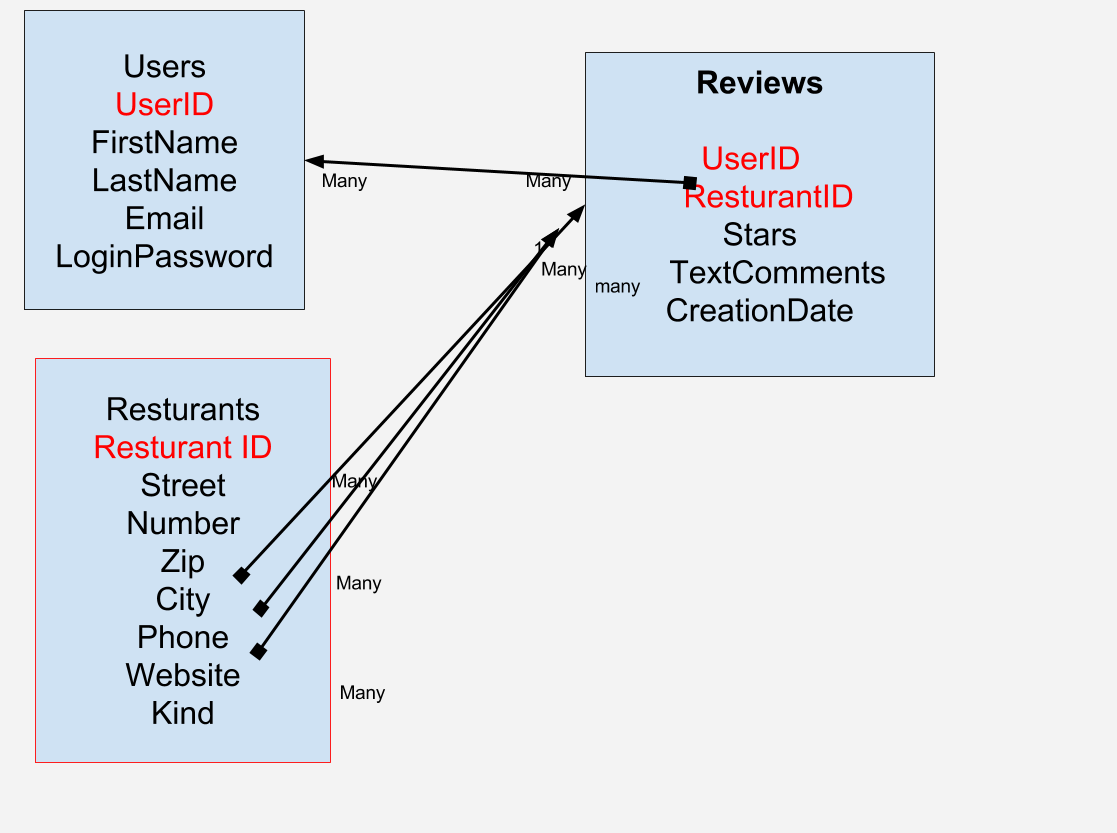 Users
UserID
FirstName
LastName
Email
LoginPassword
Reviews
UserID
ResturantID
Stars
TextComments
CreationDate
Many
Many
1
Many
many
Resturants
Resturant ID
Street
Number
Zip
City
Phone
Website
Kind
Many
Many
Many